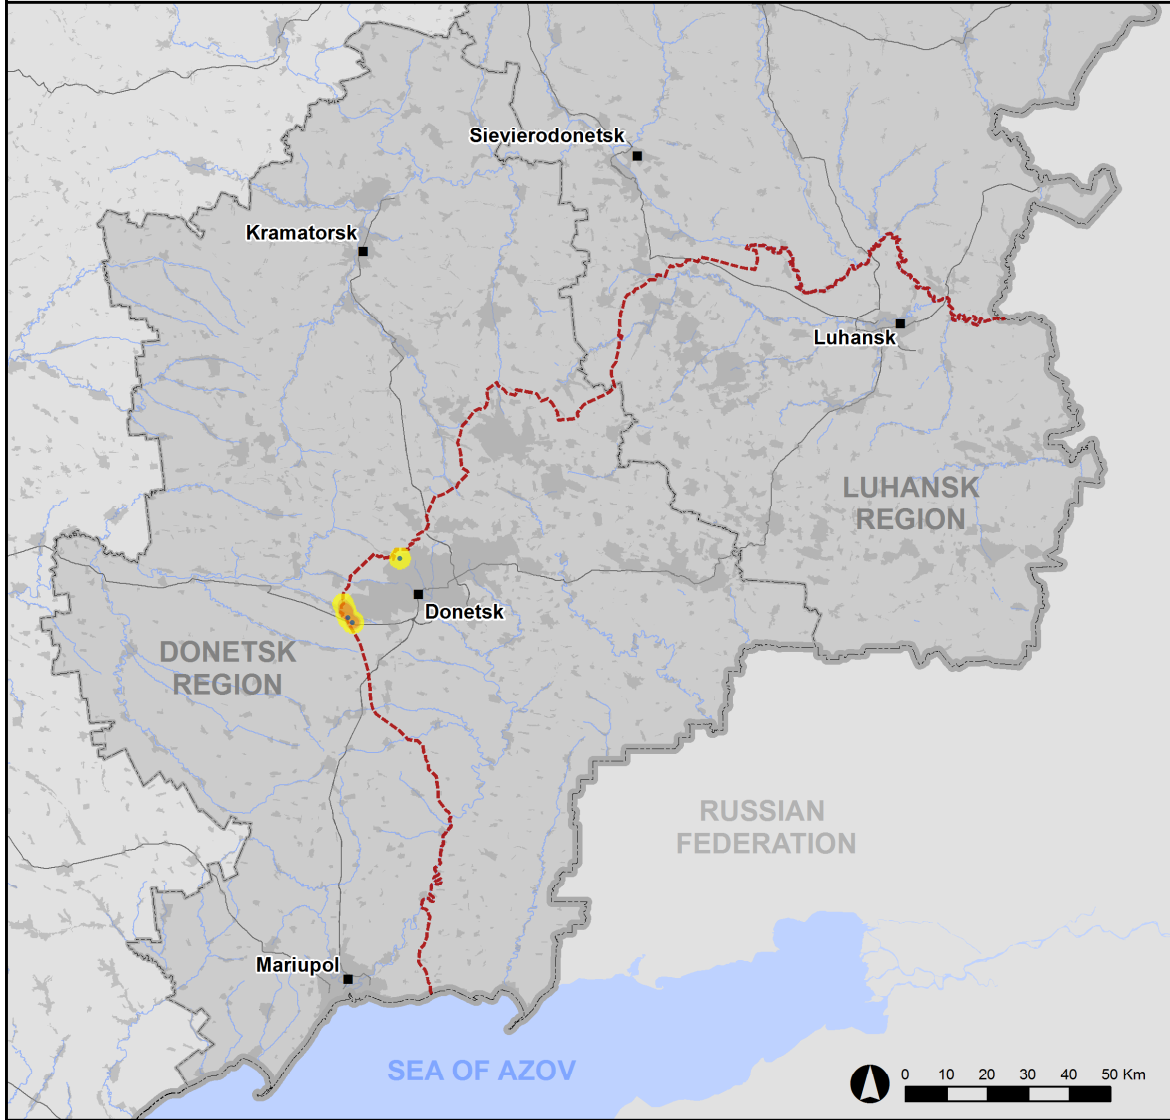 Sievierodonetsk
Kramatorsk
Luhansk
LUHANSK
REGION
Donetsk
DONETSK
REGION
RUSSIAN
FEDERATION
Mariupol
SEA OF AZOV
0 10 20 30 40 50 Km